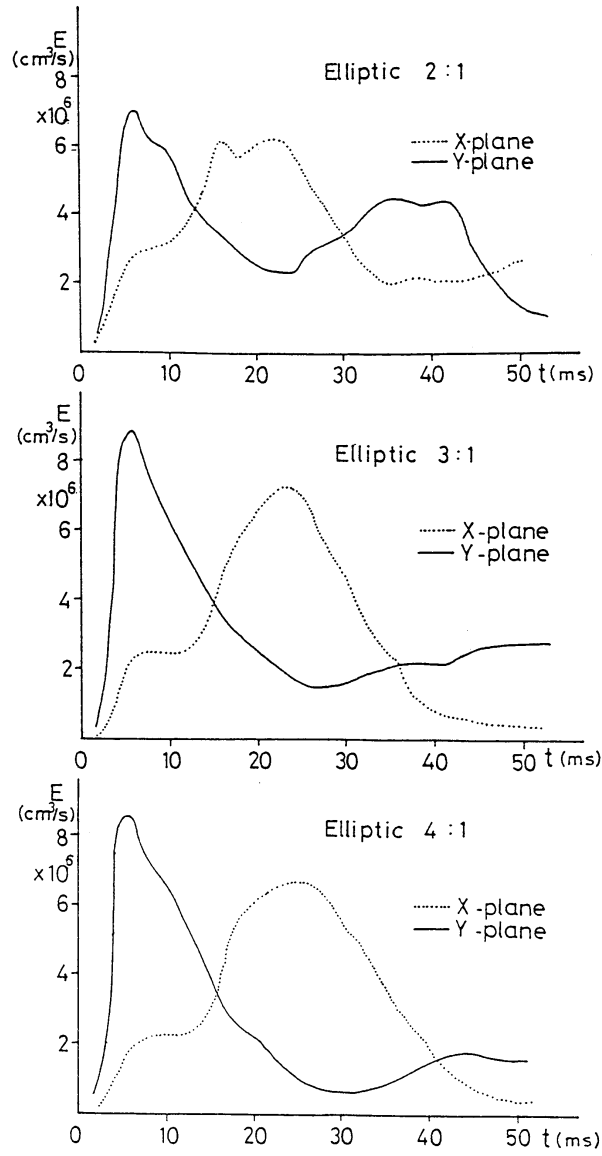 E
(cm³/s)
Elliptic 2:1
8
x10⁶
6
X-plane
Y-plane
4
2
0 10 20 30 40 50 t(ms)
E
(cm³/s)
Elliptic 3:1
8
x10⁶
6
X-plane
Y-plane
4
2
0 10 20 30 40 50 t(ms)
E
(cm³/s)
Elliptic 4:1
8
x10⁶
6
X-plane
Y-plane
4
2
0 10 20 30 40 50 t(ms)